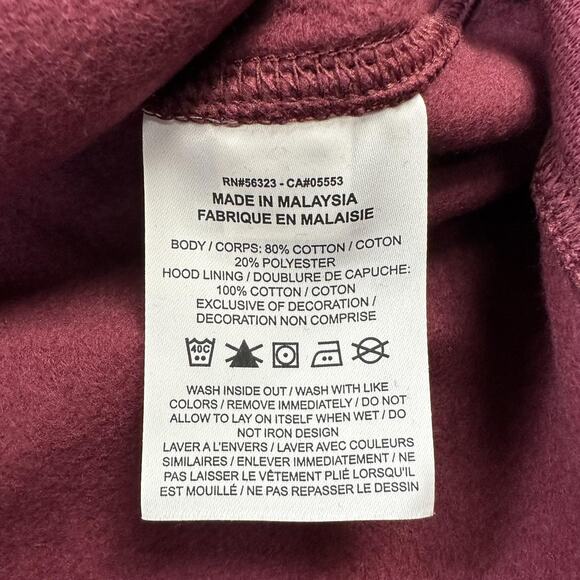 RN#56323 - CA#05553
MADE IN MALAYSIA
FABRIQUE EN MALAISIE
BODY / CORPS: 80% COTTON / COTON
20% POLYESTER
HOOD LINING / DOUBLURE DE CAPUCHE:
100% COTTON / COTON
EXCLUSIVE OF DECORATION /
DECORATION NON COMPRISE
40C
WASH INSIDE OUT / WASH WITH LIKE
COLORS / REMOVE IMMEDIATELY / DO NOT
ALLOW TO LAY ON ITSELF WHEN WET / DO
NOT IRON DESIGN
LAVER A L'ENVERS / LAVER AVEC COULEURS
SIMILAIRES / ENLEVER IMMÉDIATEMENT / NE
PAS LAISSER LE VÊTEMENT PLIÉ LORSQU'IL
EST MOUILLÉ / NE PAS REPASSER LE DESSIN